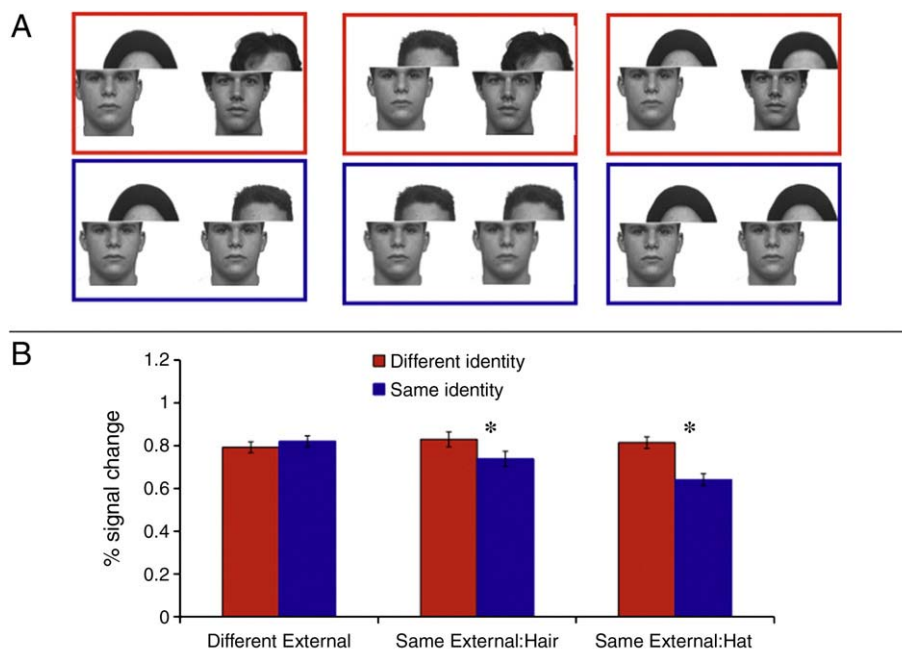 A
B
Different identity
Same identity
% signal change
1.2
1
0.8
0.6
0.4
0.2
0
*
*
Different External
Same External:Hair
Same External:Hat